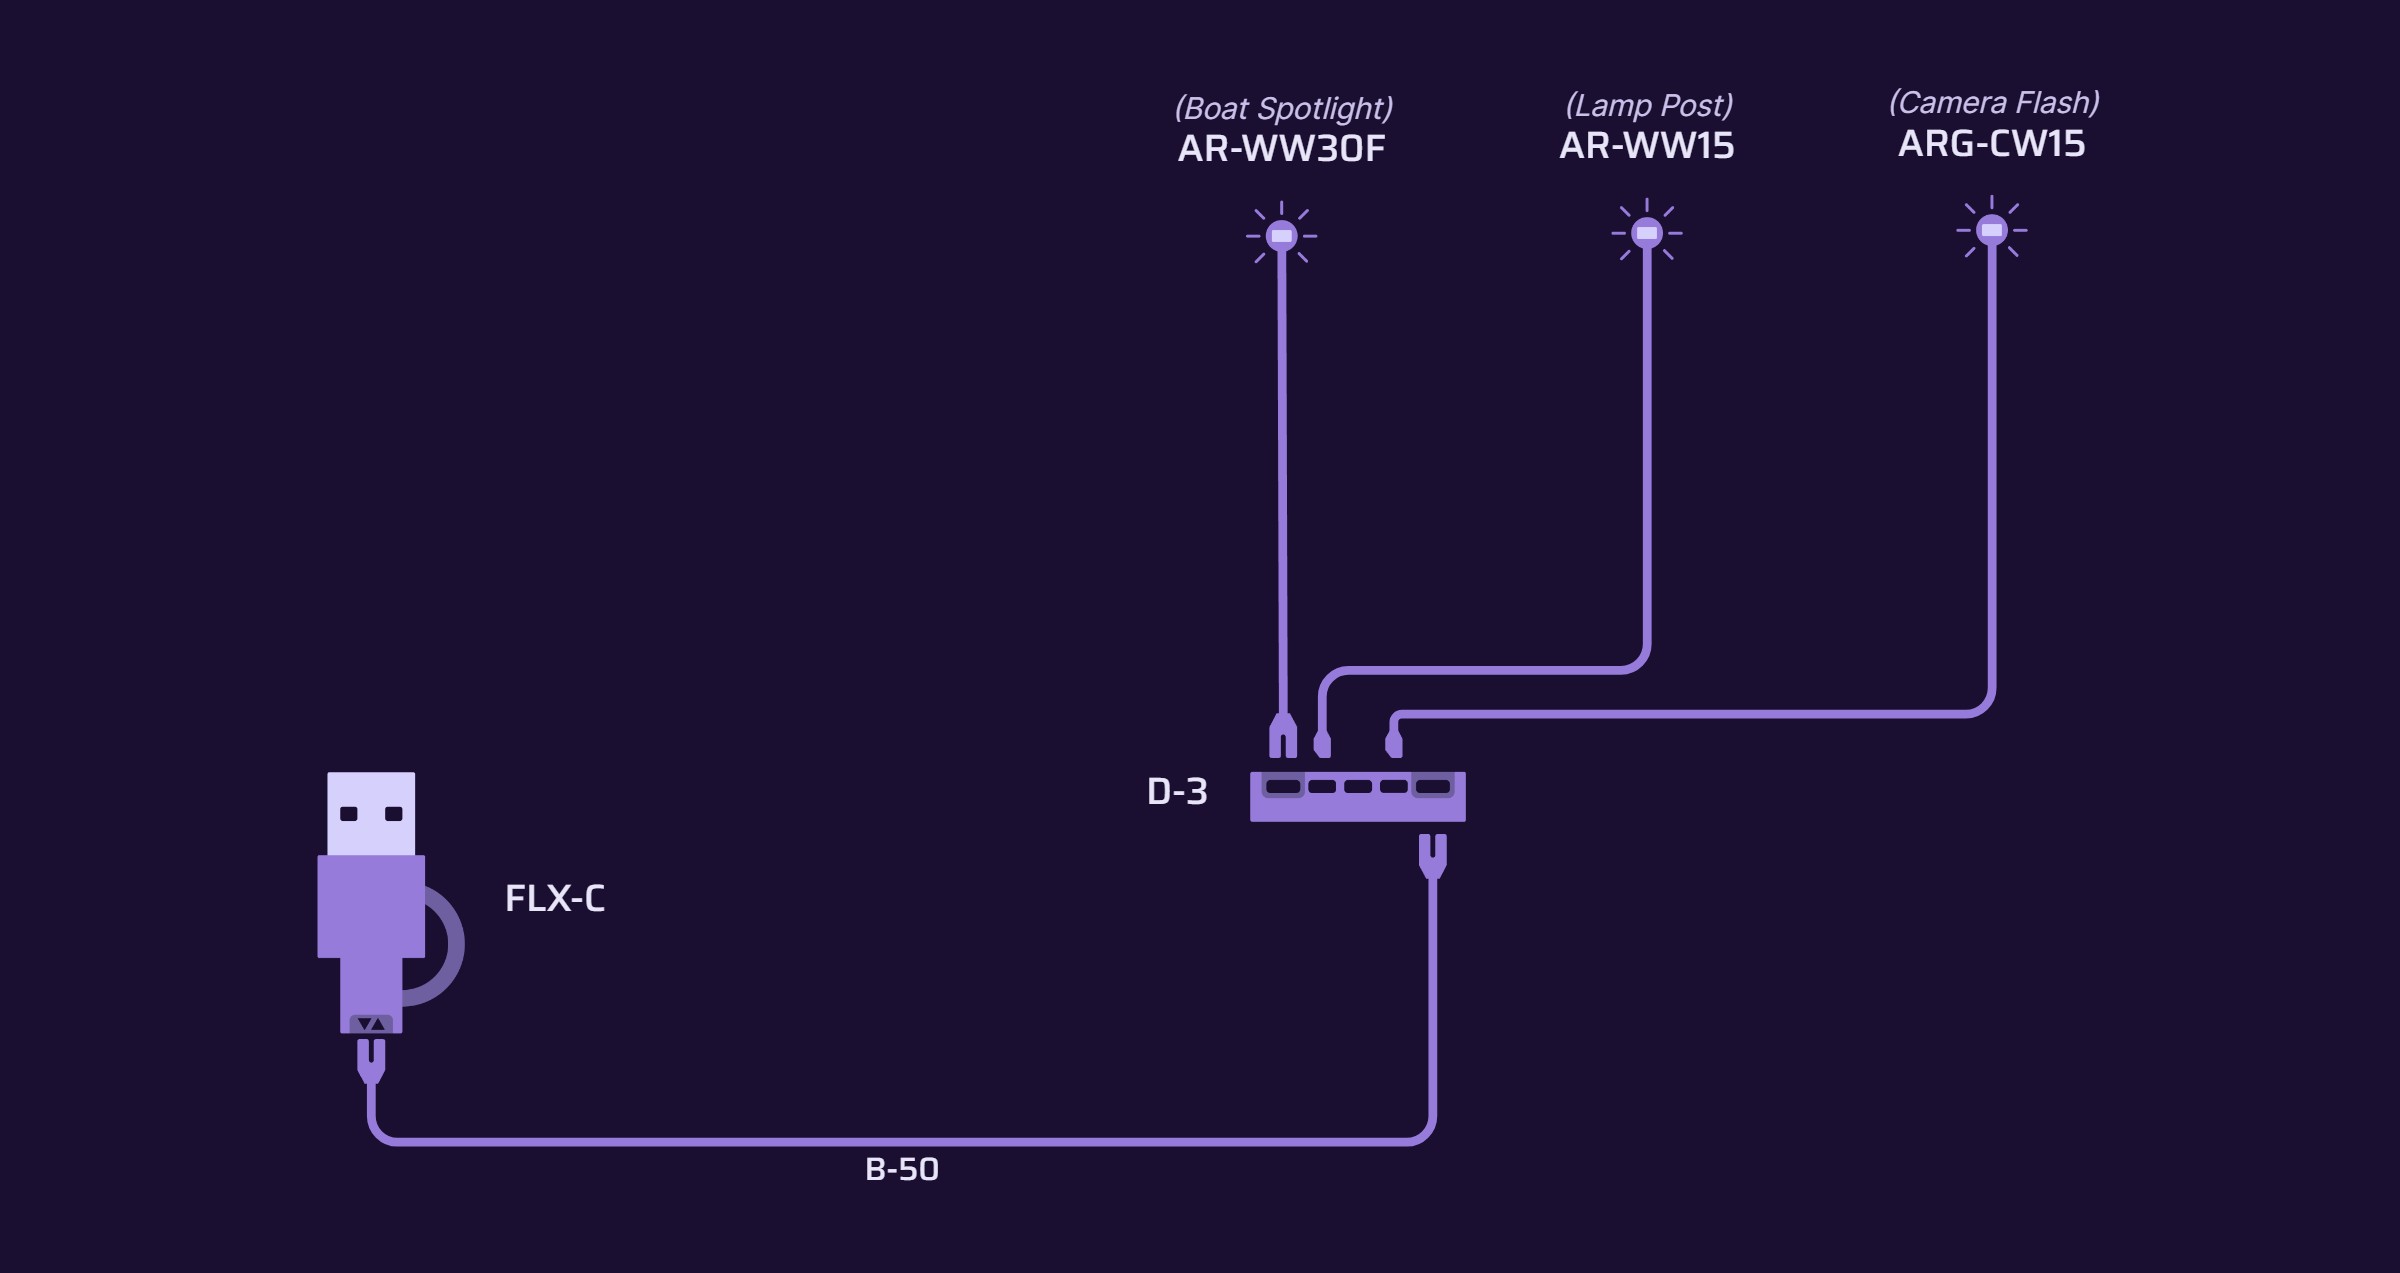 (Boat Spotlight)
AR-WW30F
(Lamp Post)
AR-WW15
(Camera Flash)
ARG-CW15
D-3
FLX-C
B-50